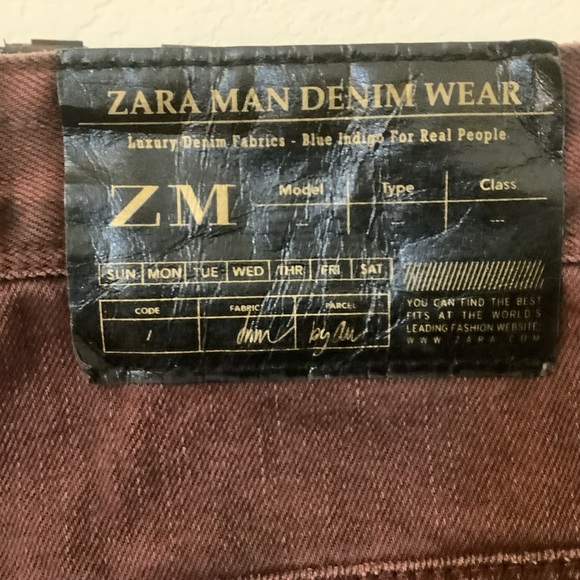 ZARA MAN DENIM WEAR
Luxury Denim Fabrics - Blue Indigo For Real People
ZM Model Type Class
SUN MON TUE WED THR FRI SAT
CODE FABRIC PARCEL
YOU CAN FIND THE BEST
FITS AT THE WORLD'S
LEADING FASHION WEBSITE:
WWW.ZARA.COM